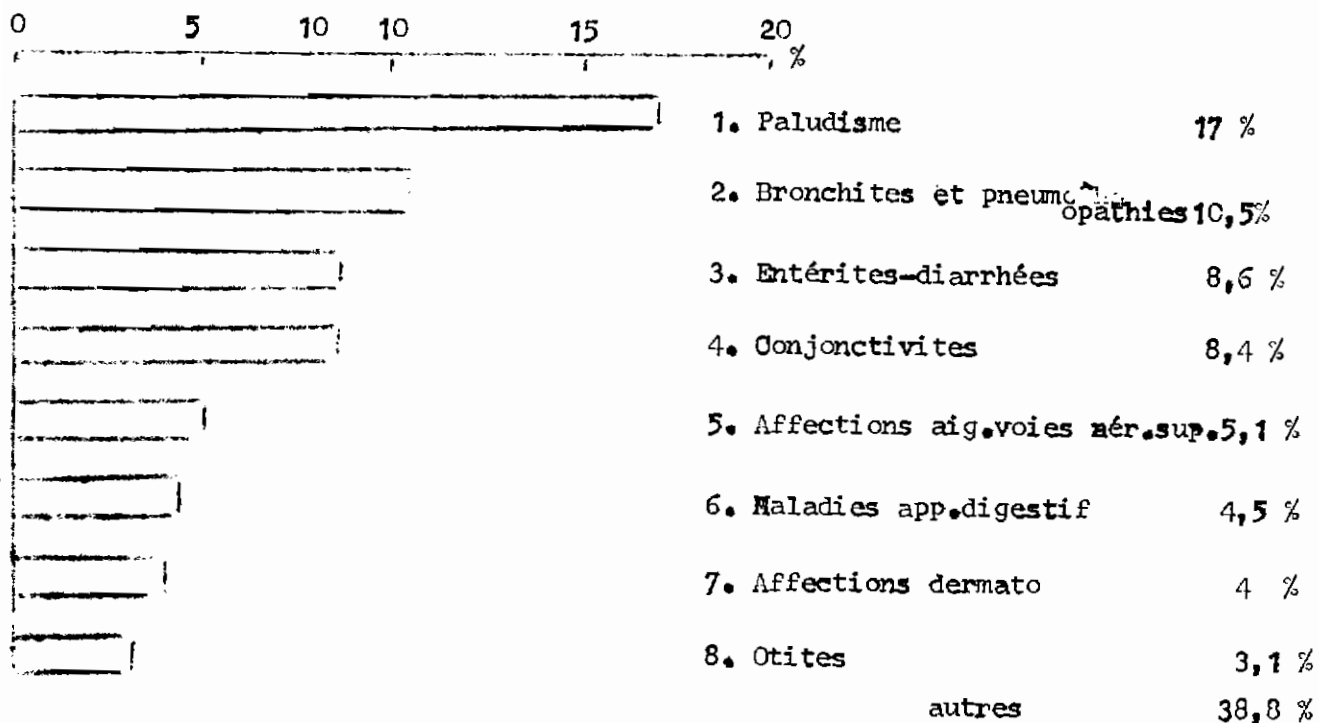 0 5 10 10 15 20
%
1. Paludisme 17 %
2. Bronchites et pneumopathies 10,5%
3. Entérites-diarrhées 8,6 %
4. Conjonctivites 8,4 %
5. Affections aig.voies aér.sup. 5,1 %
6. Maladies app.digestif 4,5 %
7. Affections dermato 4 %
8. Otites 3,1 %
autres 38,8 %